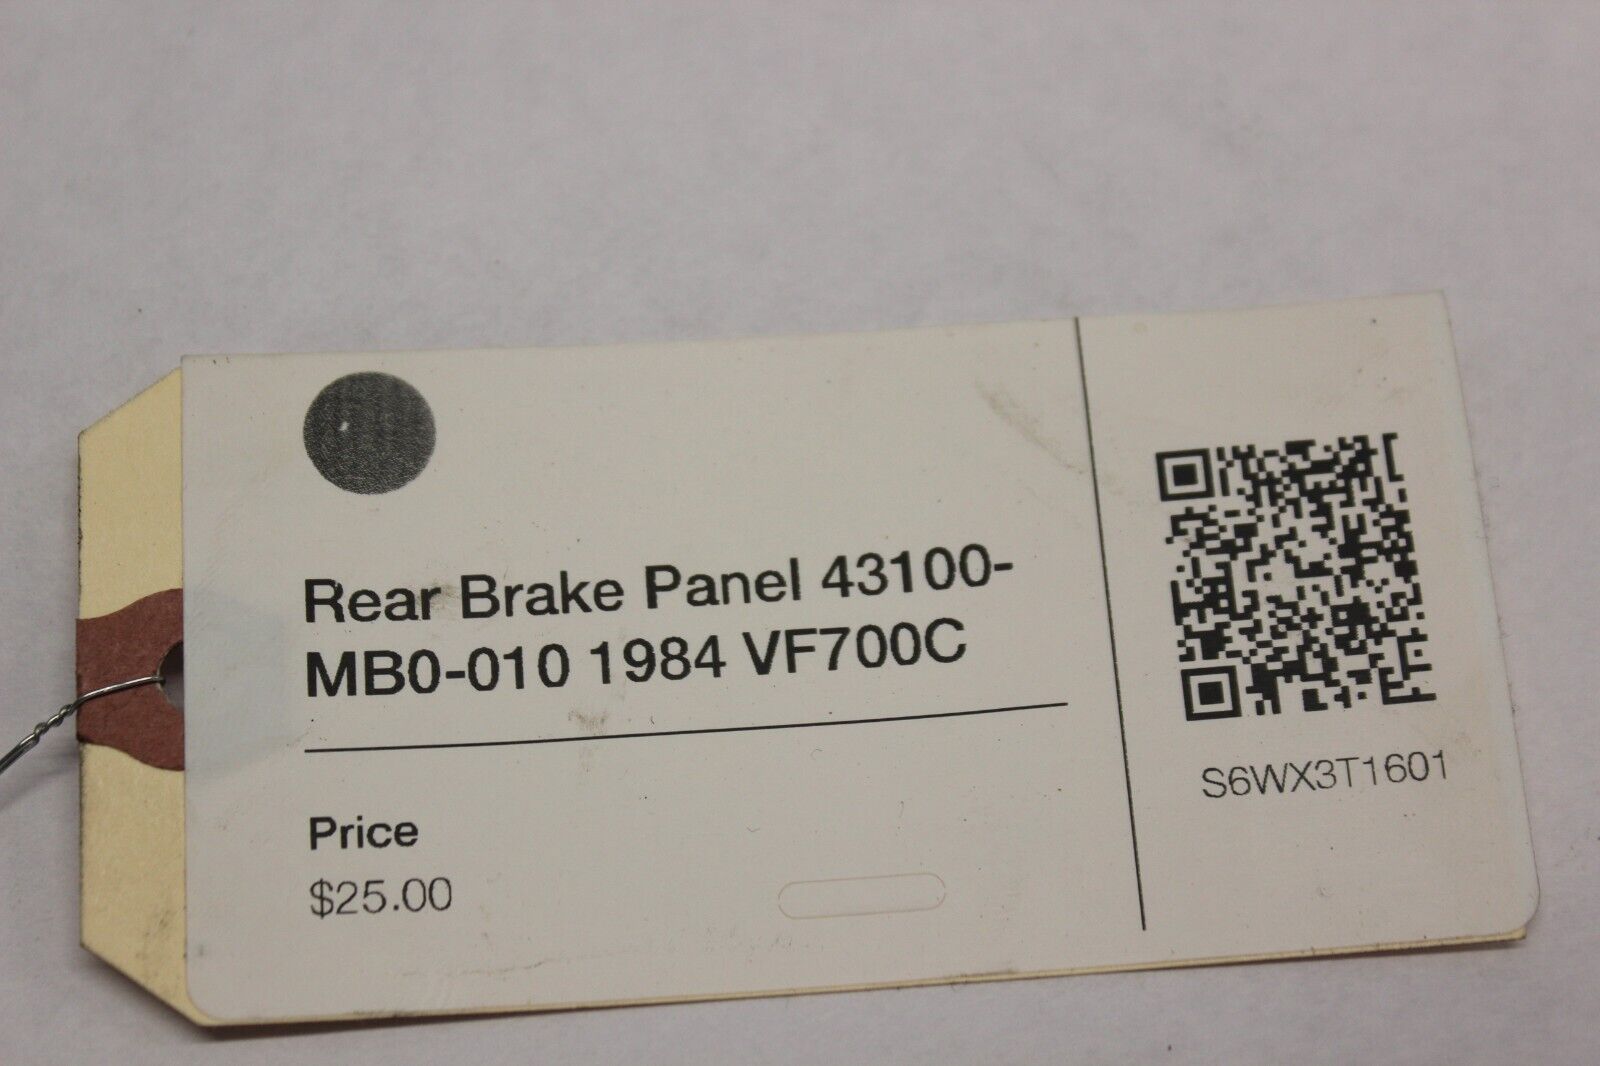 Rear Brake Panel 43100-
MB0-010 1984 VF700C
Price
$25.00
S6WX3T1601